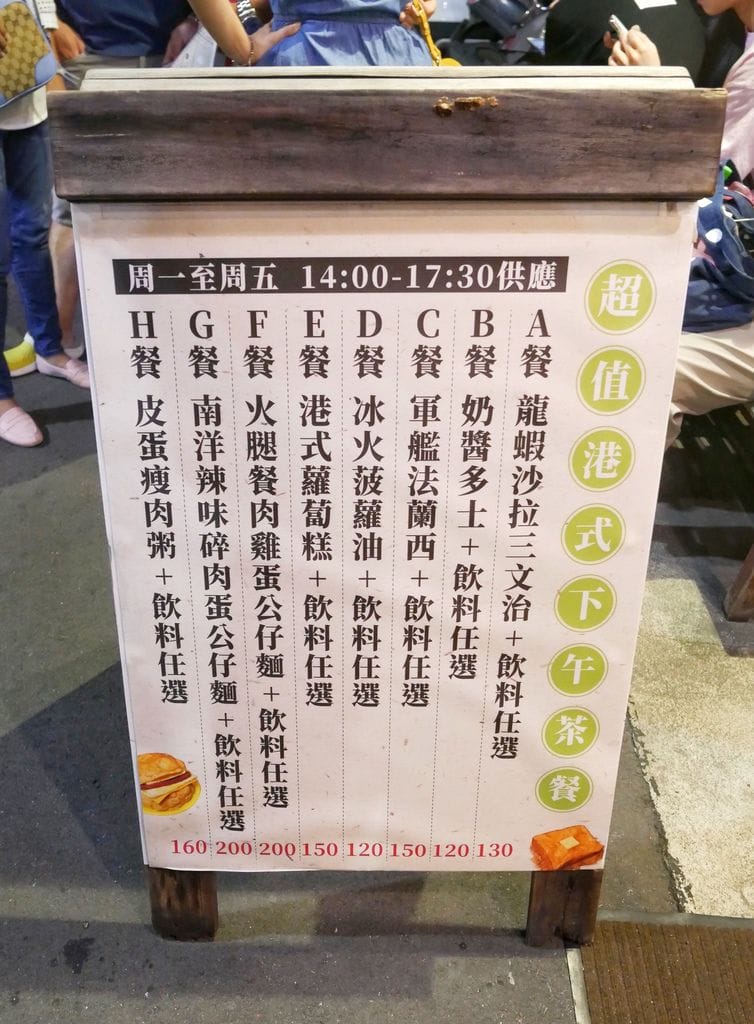 超值港式下午茶餐
周一至周五 14:00-17:30供應
A餐 龍蝦沙拉三文治+飲料任選 130
B餐 奶醬多士+飲料任選 120
C餐 軍艦法蘭西+飲料任選 150
D餐 冰火菠蘿油+飲料任選 120
E餐 港式蘿蔔糕+飲料任選 150
F餐 火腿餐肉雞蛋公仔麵+飲料任選 200
G餐 南洋辣味碎肉蛋公仔麵+飲料任選 200
H餐 皮蛋瘦肉粥+飲料任選 160